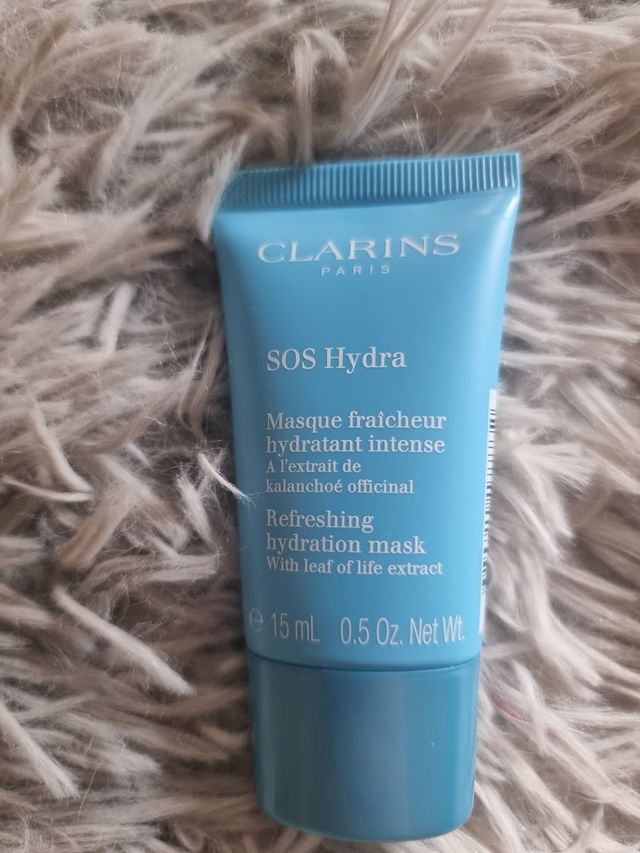 CLARINS
PARIS
SOS Hydra
Masque fraîcheur
hydratant intense
A l'extrait de
kalanchoé officinal
Refreshing
hydration mask
With leaf of life extract
℮ 15 mL 0.5 Oz. Net Wt.